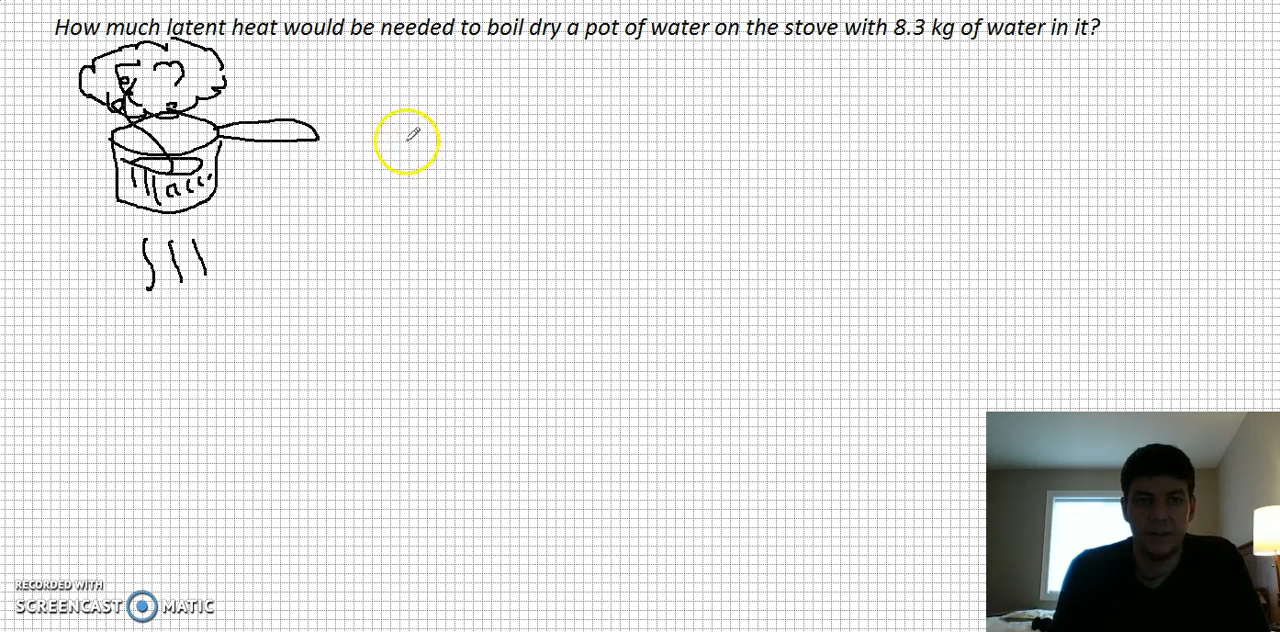 How much latent heat would be needed to boil dry a pot of water on the stove with 8.3 kg of water in it?
RECORDED WITH
SCREENCAST MATIC